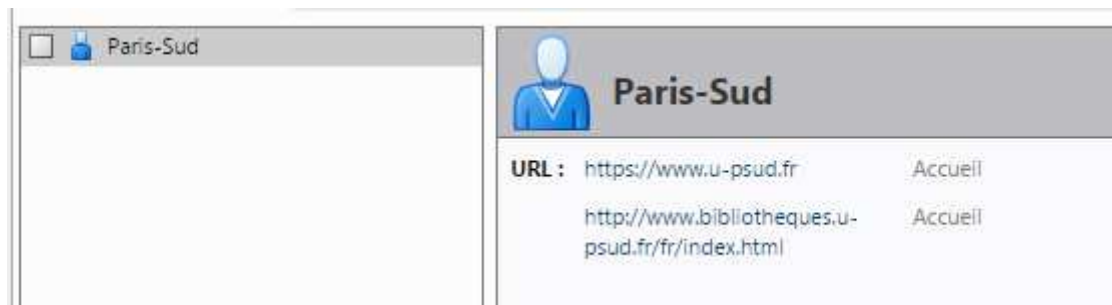 Paris-Sud
Paris-Sud
URL : https://www.u-psud.fr Accueil
http://www.bibliotheques.u- Accueil
psud.fr/fr/index.html